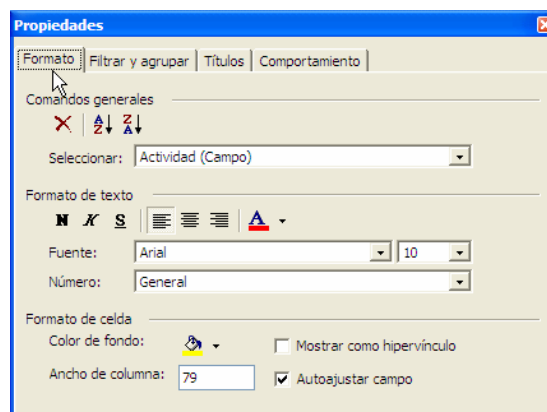 Propiedades
Formato Filtrar y agrupar Títulos Comportamiento
Comandos generales
A Z Z A
Seleccionar: Actividad (Campo)
Formato de texto
N K S A
Fuente: Arial 10
Número: General
Formato de celda
Color de fondo: Mostrar como hipervínculo
Ancho de columna: 79 Autoajustar campo